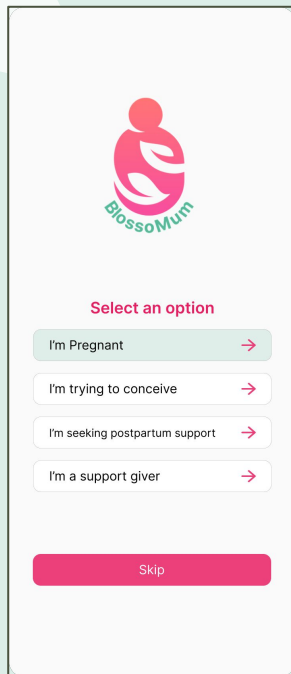 BlossoMum
Select an option
I'm Pregnant
I'm trying to conceive
I'm seeking postpartum support
I'm a support giver
Skip